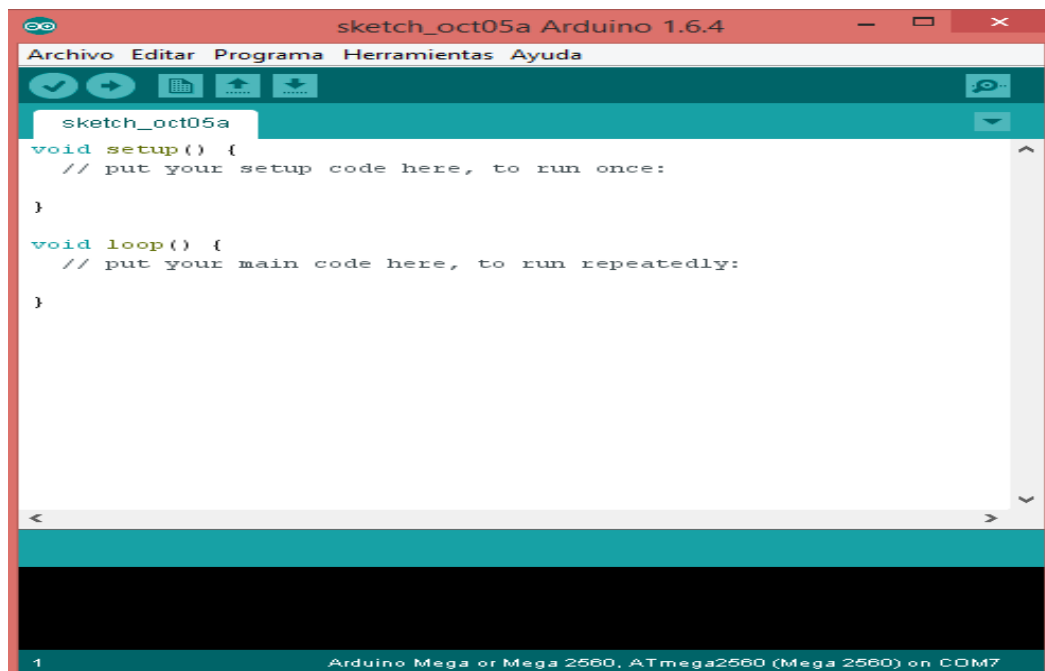 sketch_oct05a Arduino 1.6.4
Archivo Editar Programa Herramientas Ayuda
sketch_oct05a
void setup() {
  // put your setup code here, to run once:
}
void loop() {
  // put your main code here, to run repeatedly:
}
1 Arduino Mega or Mega 2560, ATmega2560 (Mega 2560) on COM7